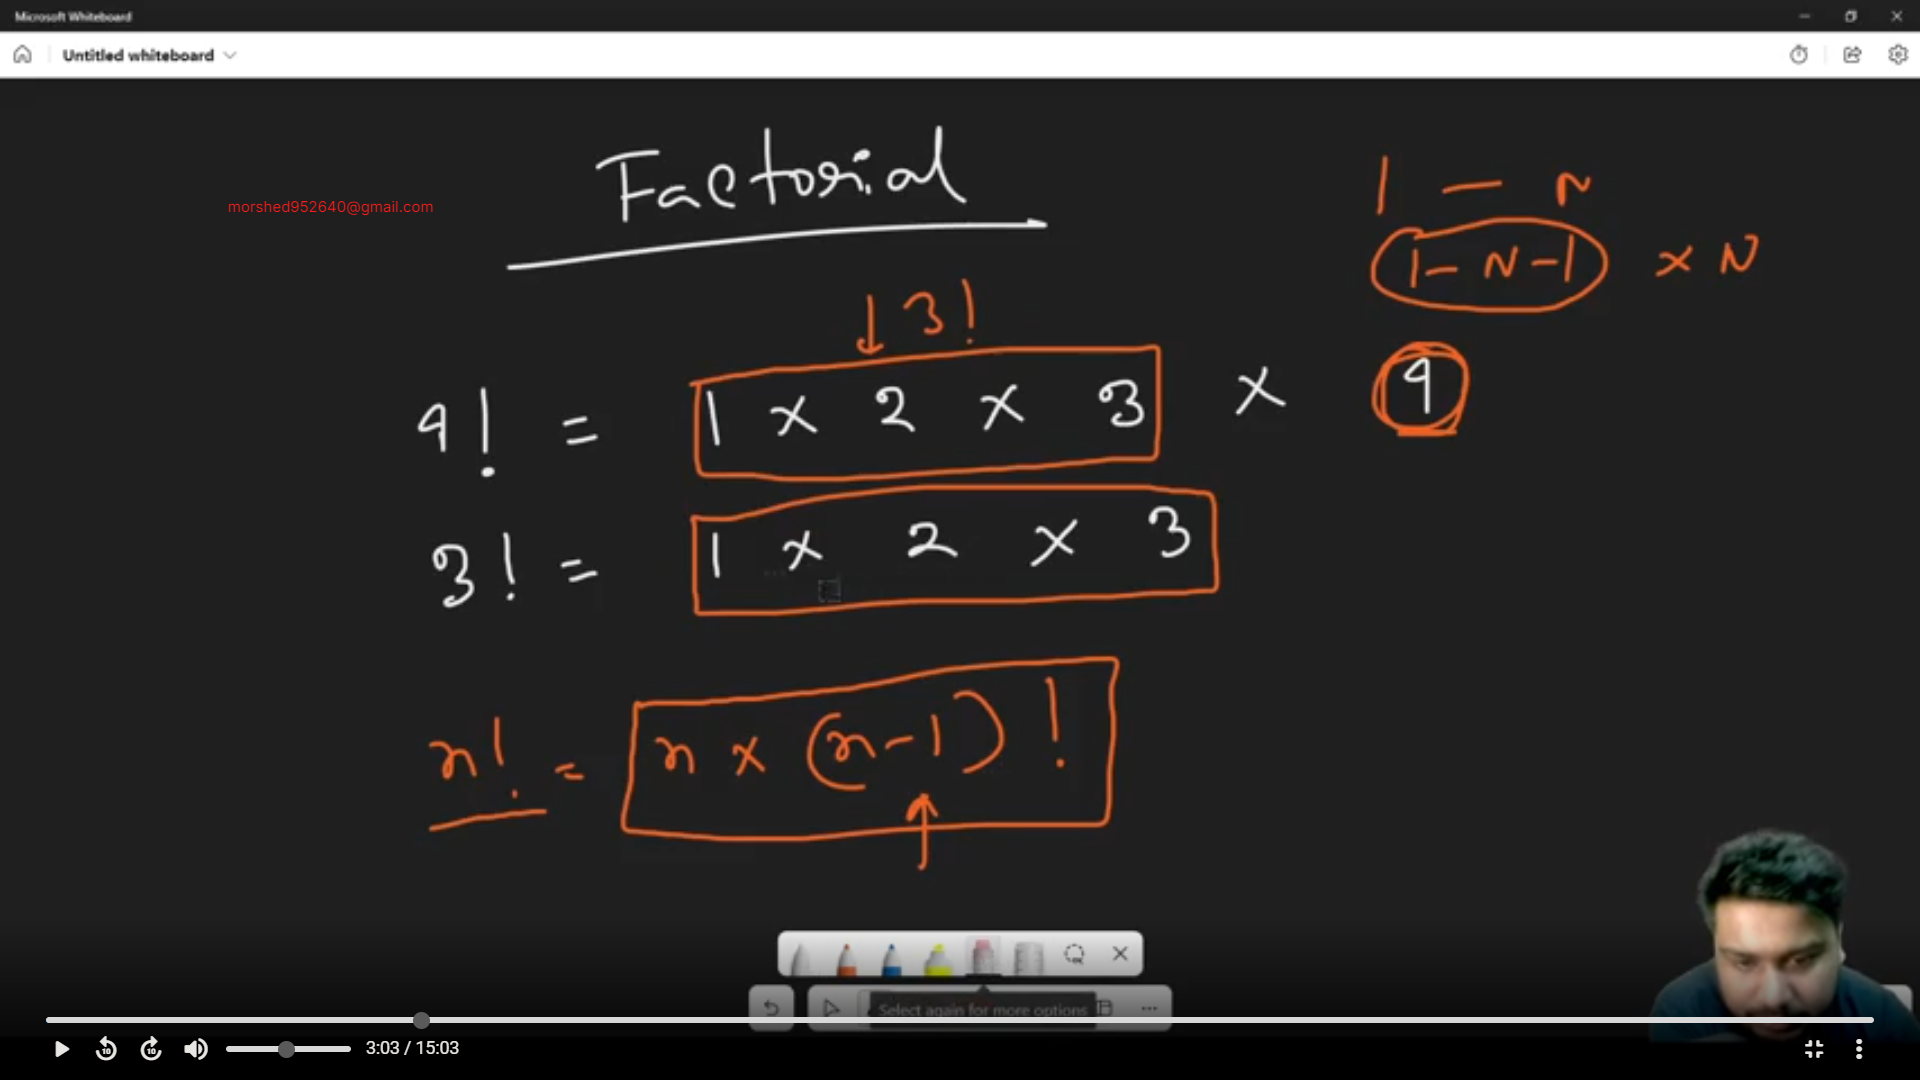 Microsoft Whiteboard
Untitled whiteboard
Factorial
morshed952640@gmail.com
1 — N
1 — N - 1 × N
↓ 3!
4! = 1 × 2 × 3 × 4
3! = 1 × 2 × 3
n! = n × (n-1)!
Select again for more options
3:03 / 15:03